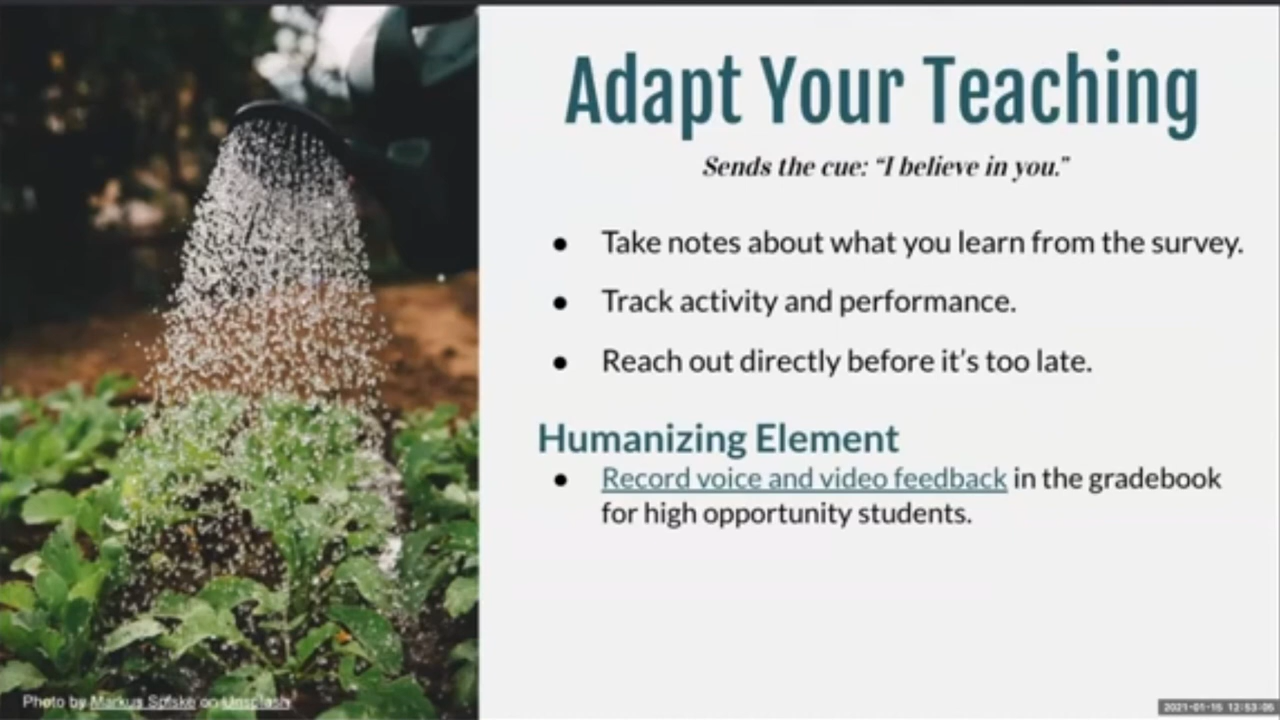 Adapt Your Teaching
Sends the cue: “I believe in you.”
● Take notes about what you learn from the survey.
● Track activity and performance.
● Reach out directly before it’s too late.
Humanizing Element
● Record voice and video feedback in the gradebook
for high opportunity students.
Photo by Markus Spiske on Unsplash
2021-01-15 12:53:05